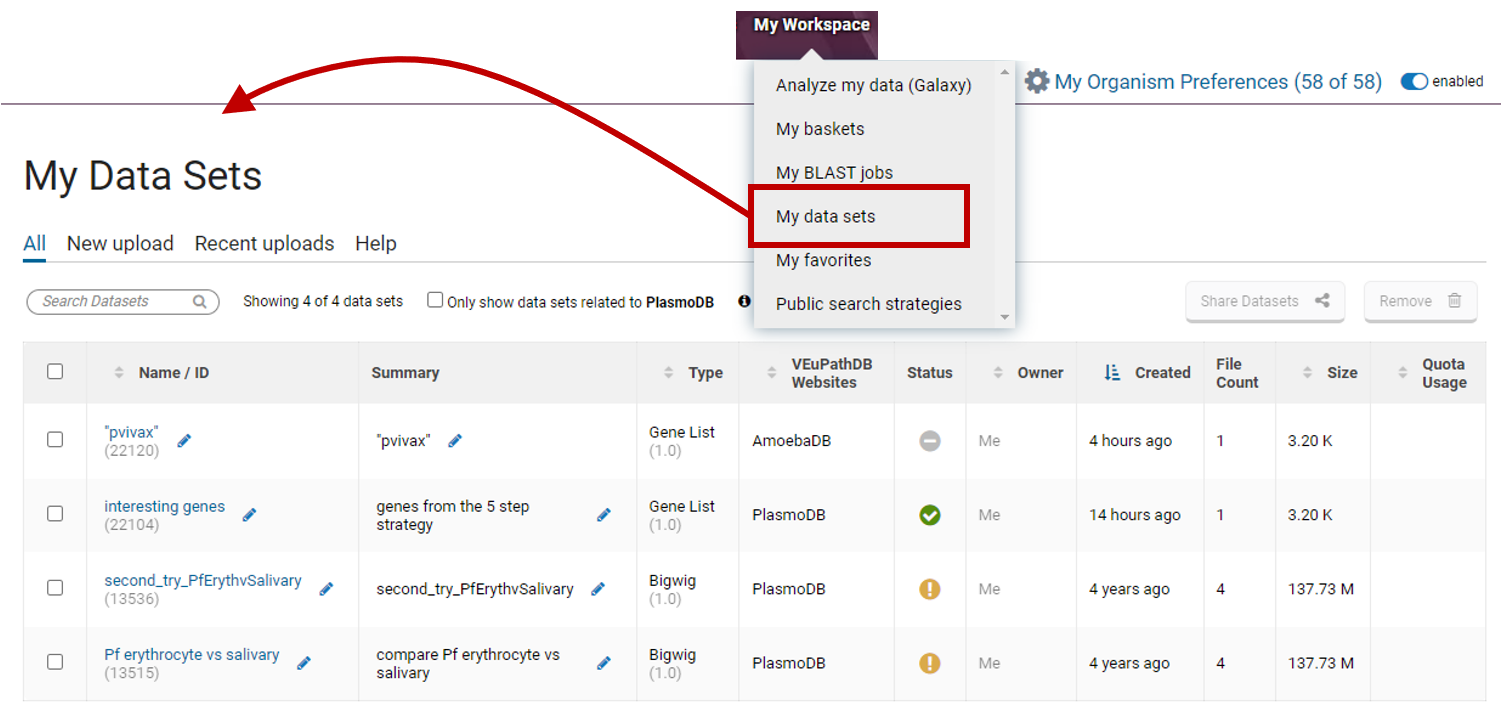 My Workspace
Analyze my data (Galaxy)
My baskets
My BLAST jobs
My data sets
My favorites
Public search strategies
My Organism Preferences (58 of 58)
enabled
My Data Sets
All New upload Recent uploads Help
Search Datasets
Showing 4 of 4 data sets
Only show data sets related to PlasmoDB
Share Datasets
Remove
Name / ID Summary Type VEuPathDB Websites Status Owner Created File Count Size Quota Usage
"pvivax" "pvivax" Gene List AmoebaDB Me 4 hours ago 1 3.20 K
(22120) (1.0)
interesting genes genes from the 5 step Gene List PlasmoDB Me 14 hours ago 1 3.20 K
(22104) strategy (1.0)
second_try_PfErythvSalivary second_try_PfErythvSalivary Bigwig PlasmoDB Me 4 years ago 4 137.73 M
(13536) (1.0)
Pf erythrocyte vs salivary compare Pf erythrocyte vs Bigwig PlasmoDB Me 4 years ago 4 137.73 M
(13515) salivary (1.0)